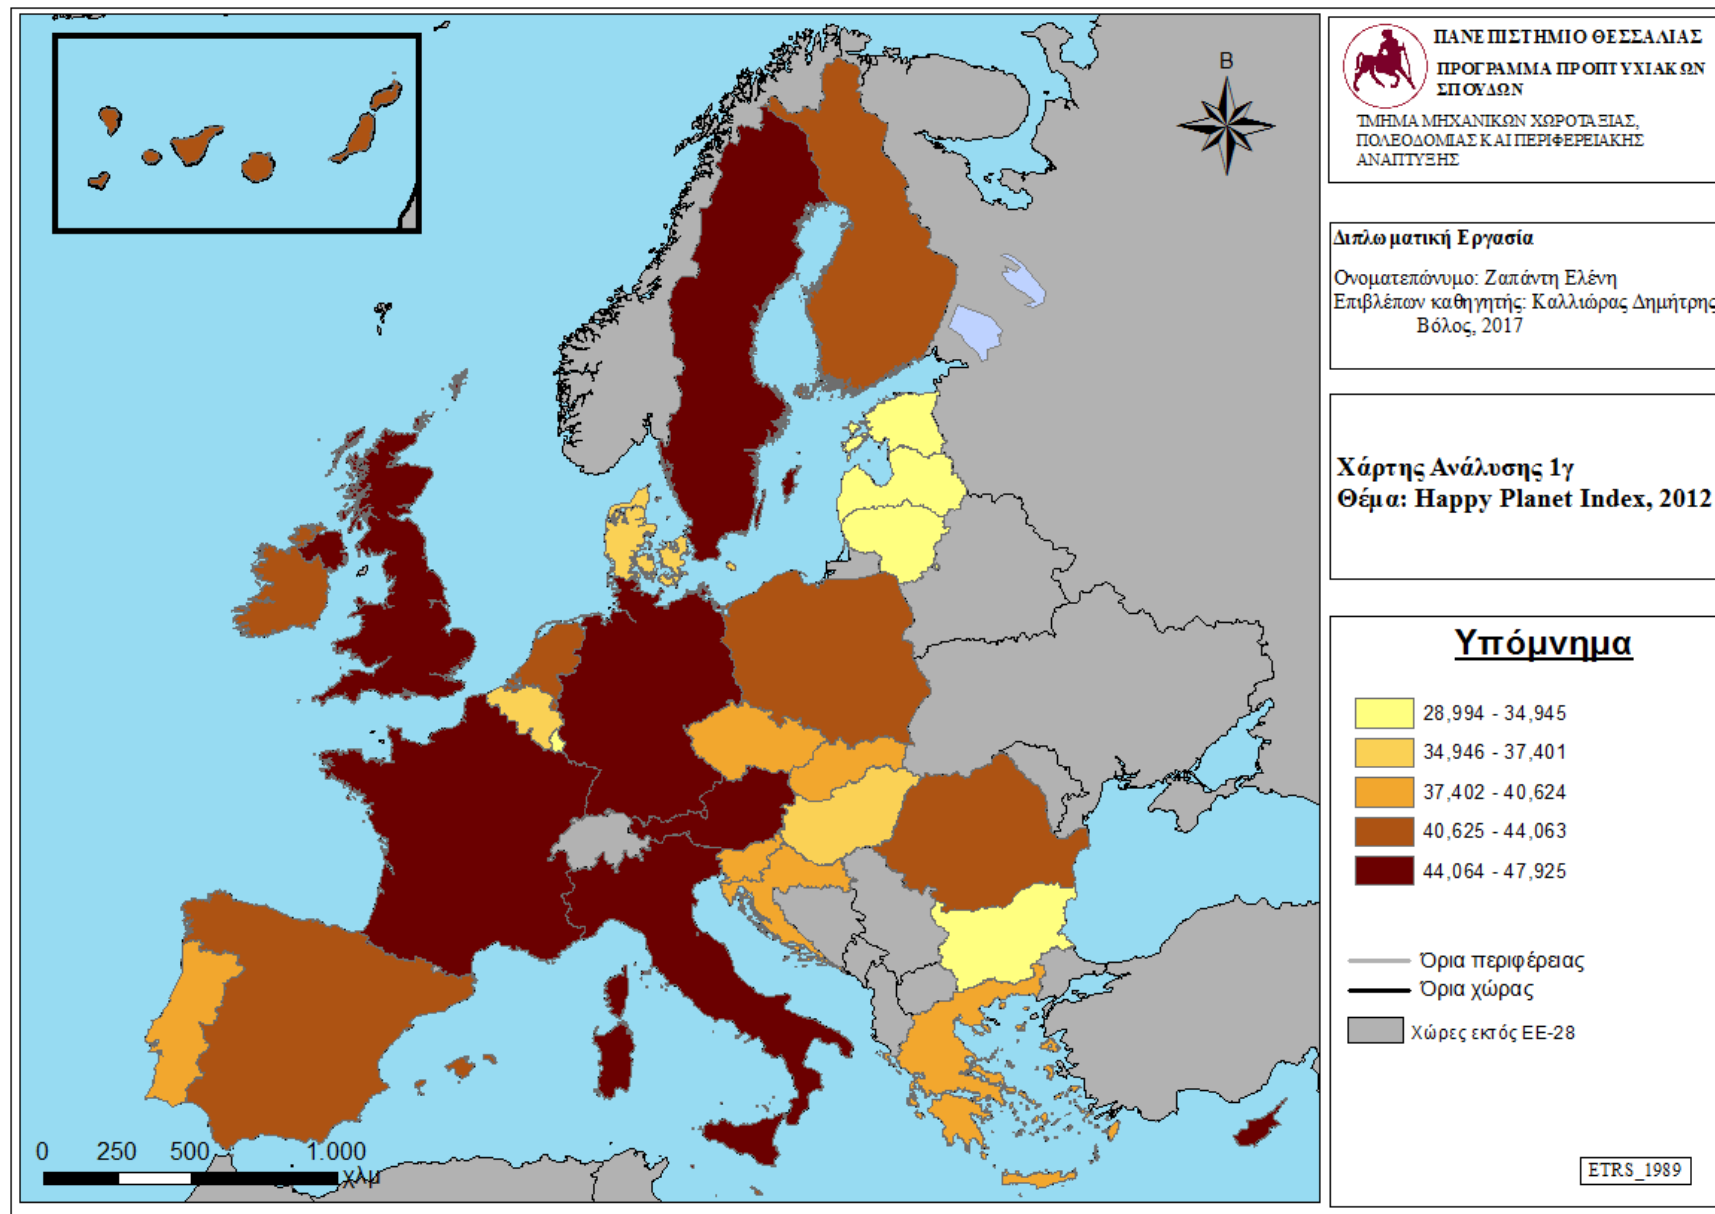 B
0 250 500 1.000
χλμ
ΠΑΝΕΠΙΣΤΗΜΙΟ ΘΕΣΣΑΛΙΑΣ
ΠΡΟΓΡΑΜΜΑ ΠΡΟΠΤΥΧΙΑΚΩΝ
ΣΠΟΥΔΩΝ
ΤΜΗΜΑ ΜΗΧΑΝΙΚΩΝ ΧΩΡΟΤΑΞΙΑΣ,
ΠΟΛΕΟΔΟΜΙΑΣ ΚΑΙ ΠΕΡΙΦΕΡΕΙΑΚΗΣ
ΑΝΑΠΤΥΞΗΣ
Διπλωματική Εργασία
Ονοματεπώνυμο: Ζαπάντη Ελένη
Επιβλέπων καθηγητής: Καλλιώρας Δημήτρης
Βόλος, 2017
Χάρτης Ανάλυσης 1γ
Θέμα: Happy Planet Index, 2012
Υπόμνημα
28,994 - 34,945
34,946 - 37,401
37,402 - 40,624
40,625 - 44,063
44,064 - 47,925
Όρια περιφέρειας
Όρια χώρας
Χώρες εκτός ΕΕ-28
ETRS_1989